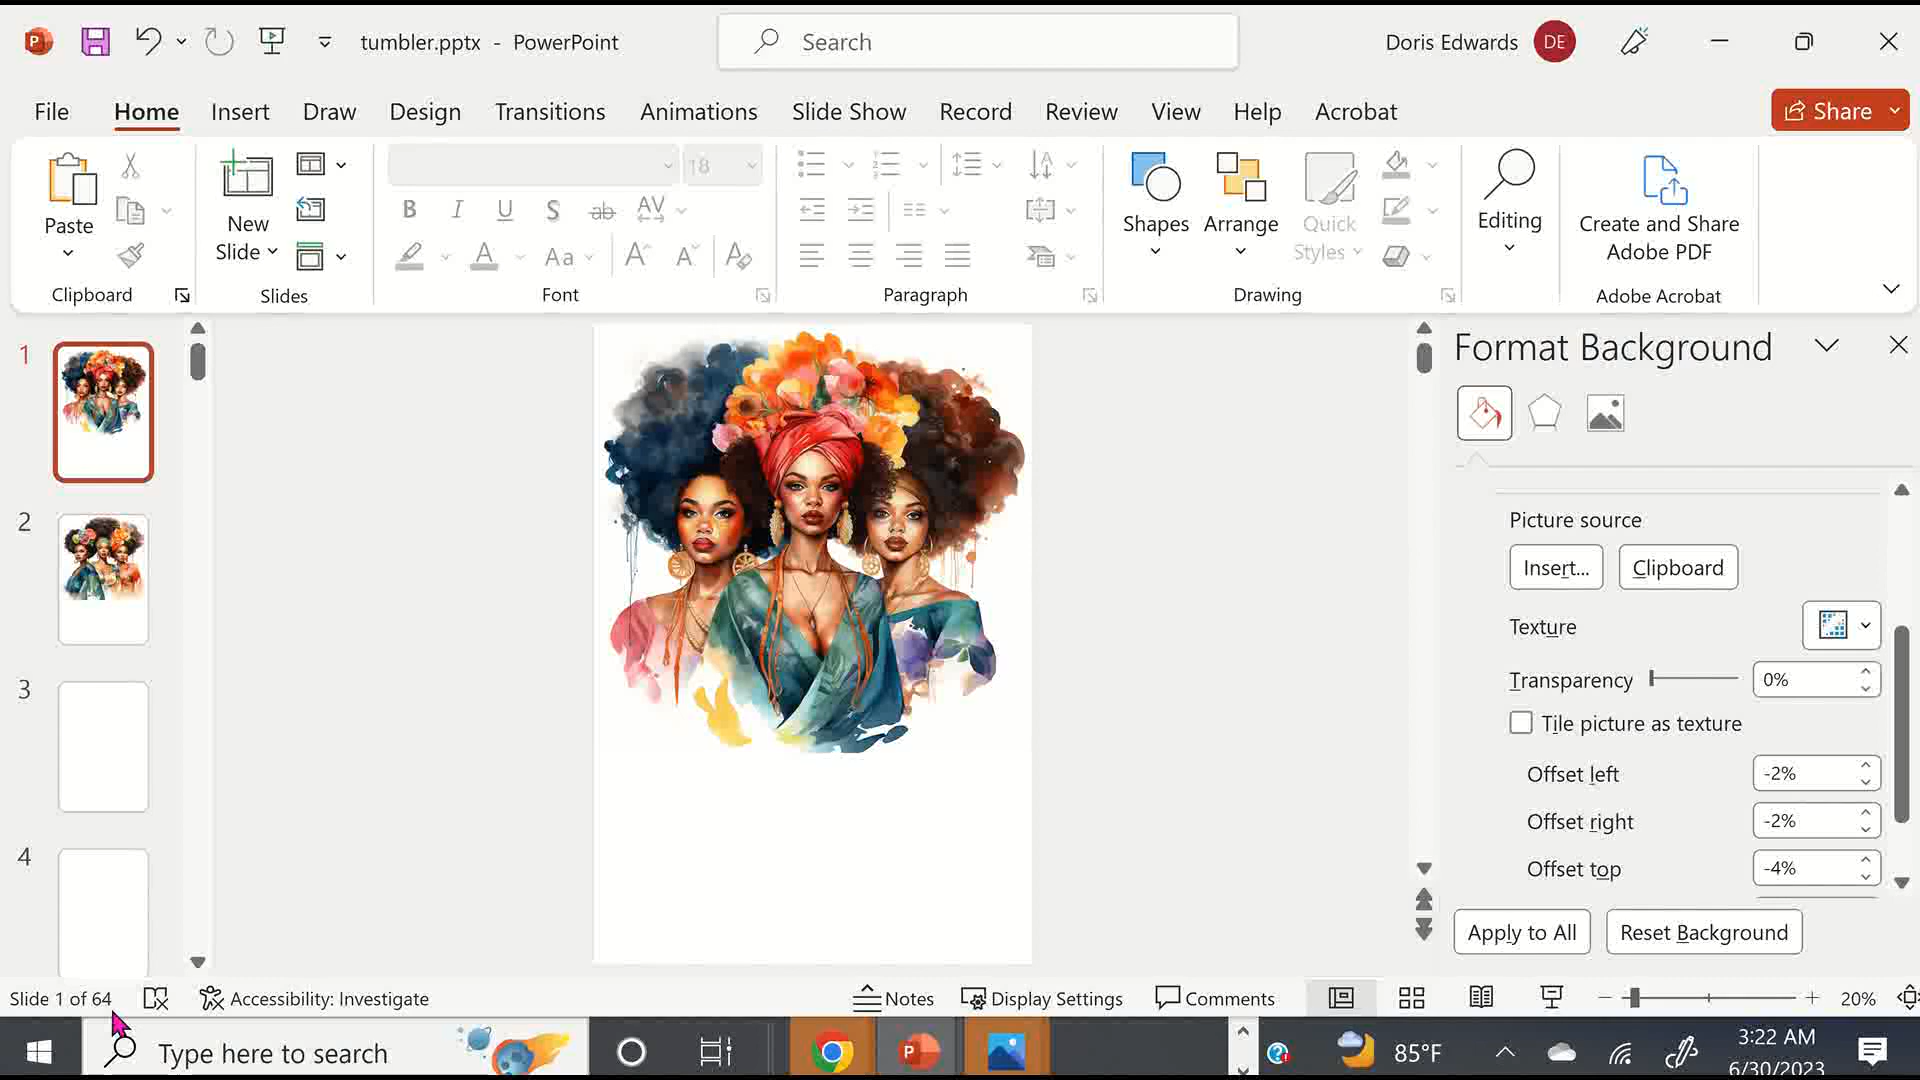 tumbler.pptx - PowerPoint
Search
Doris Edwards DE
File Home Insert Draw Design Transitions Animations Slide Show Record Review View Help Acrobat
Share
Paste
New
Slide
18
B I U S ab AV
A Aa A A A
Shapes Arrange Quick
Styles
Editing
Create and Share
Adobe PDF
Clipboard Slides Font Paragraph Drawing Adobe Acrobat
Format Background
1
2
3
4
Picture source
Insert... Clipboard
Texture
Transparency 0%
Tile picture as texture
Offset left -2%
Offset right -2%
Offset top -4%
Apply to All Reset Background
Slide 1 of 64 Accessibility: Investigate Notes Display Settings Comments 20%
Type here to search
85°F
3:22 AM
6/30/2023